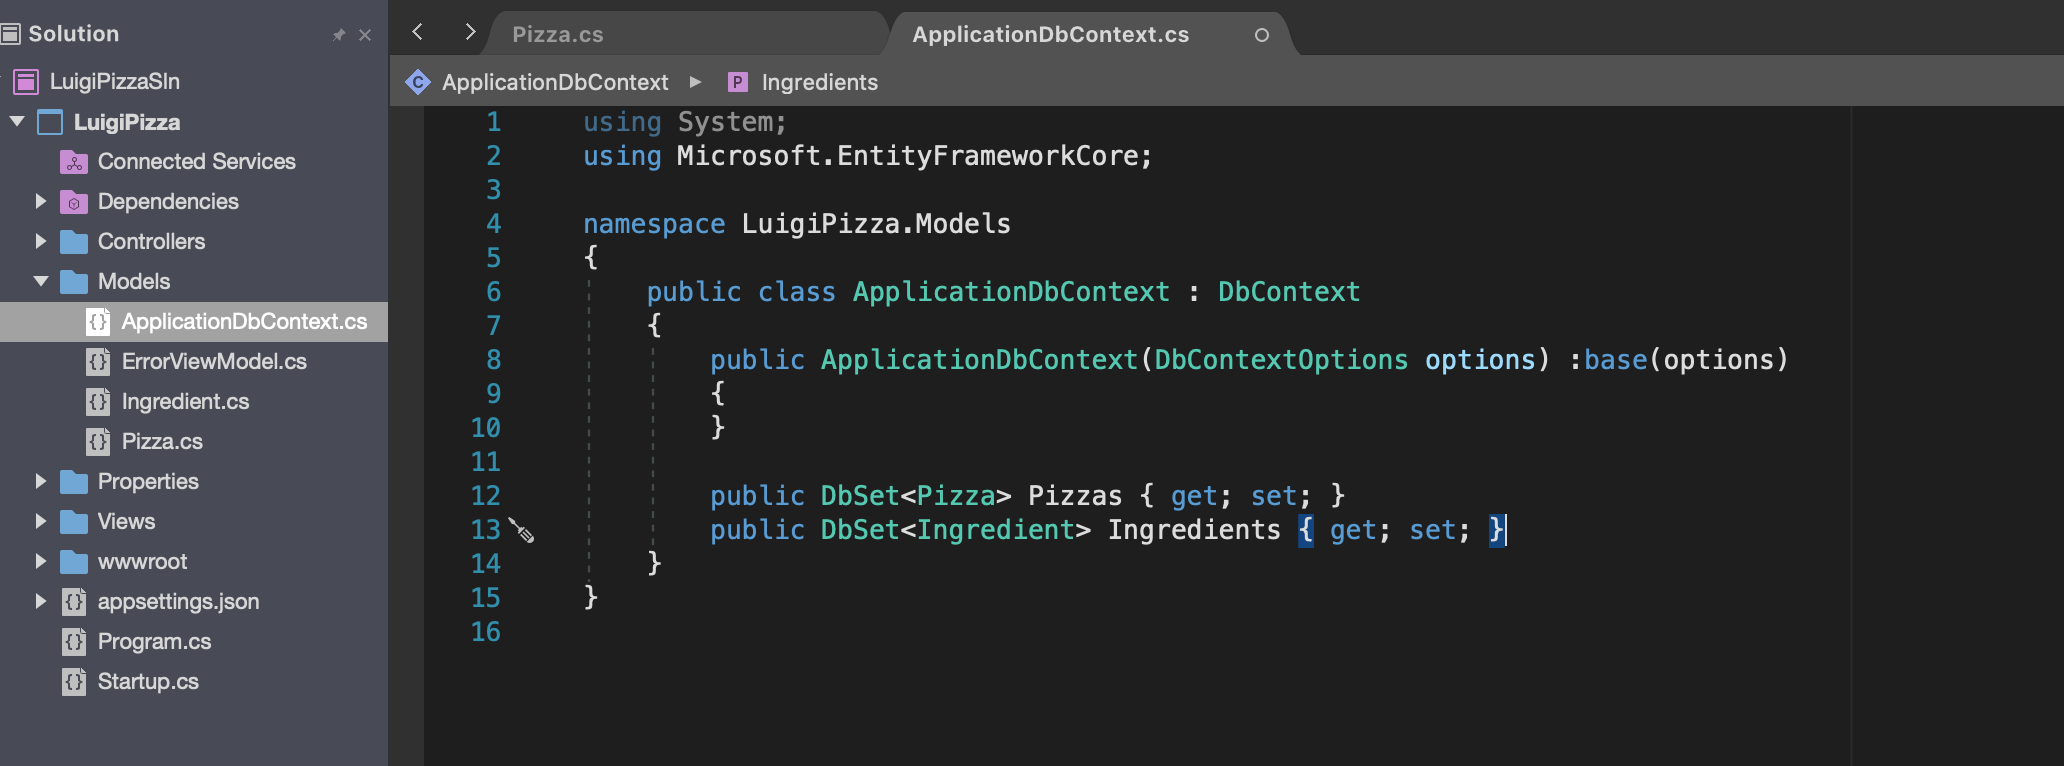 Solution
LuigiPizzaSln
LuigiPizza
Connected Services
Dependencies
Controllers
Models
ApplicationDbContext.cs
ErrorViewModel.cs
Ingredient.cs
Pizza.cs
Properties
Views
wwwroot
appsettings.json
Program.cs
Startup.cs
Pizza.cs
ApplicationDbContext.cs
C ApplicationDbContext P Ingredients
1 using System;
2 using Microsoft.EntityFrameworkCore;
3
4 namespace LuigiPizza.Models
5 {
6 public class ApplicationDbContext : DbContext
7 {
8 public ApplicationDbContext(DbContextOptions options) :base(options)
9 {
10 }
11
12 public DbSet<Pizza> Pizzas { get; set; }
13 public DbSet<Ingredient> Ingredients { get; set; }
14 }
15 }
16